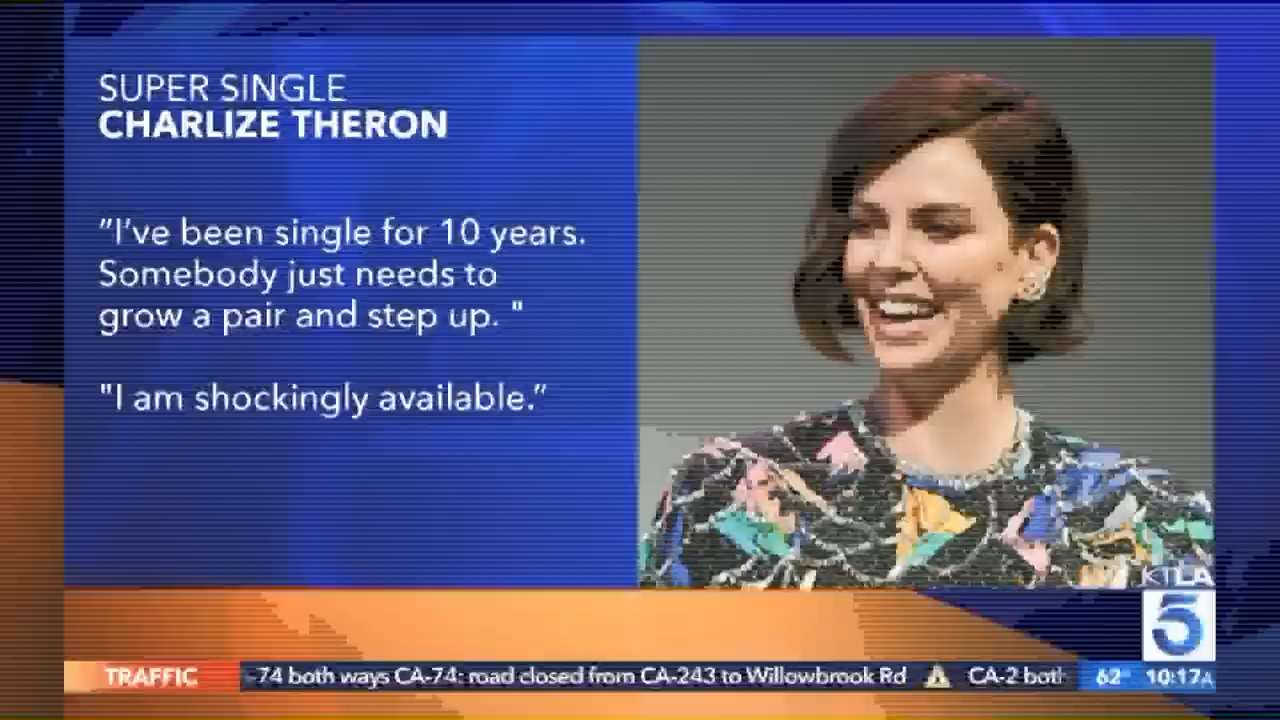 SUPER SINGLE
CHARLIZE THERON
"I've been single for 10 years.
Somebody just needs to
grow a pair and step up. "
"I am shockingly available."
KTLA
5
TRAFFIC
-74 both ways CA-74: road closed from CA-243 to Willowbrook Rd CA-2 both
62° 10:17A